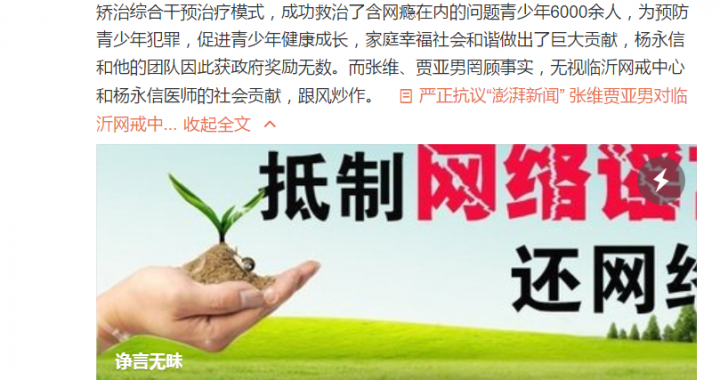 矫治综合干预治疗模式，成功救治了含网瘾在内的问题青少年6000余人，为预防
青少年犯罪，促进青少年健康成长，家庭幸福社会和谐做出了巨大贡献，杨永信
和他的团队因此获政府奖励无数。而张维、贾亚男罔顾事实，无视临沂网戒中心
和杨永信医师的社会贡献，跟风炒作。 严正抗议“澎湃新闻” 张维贾亚男对临
沂网戒中... 收起全文
抵制网络谣
还网络
诤言无昧